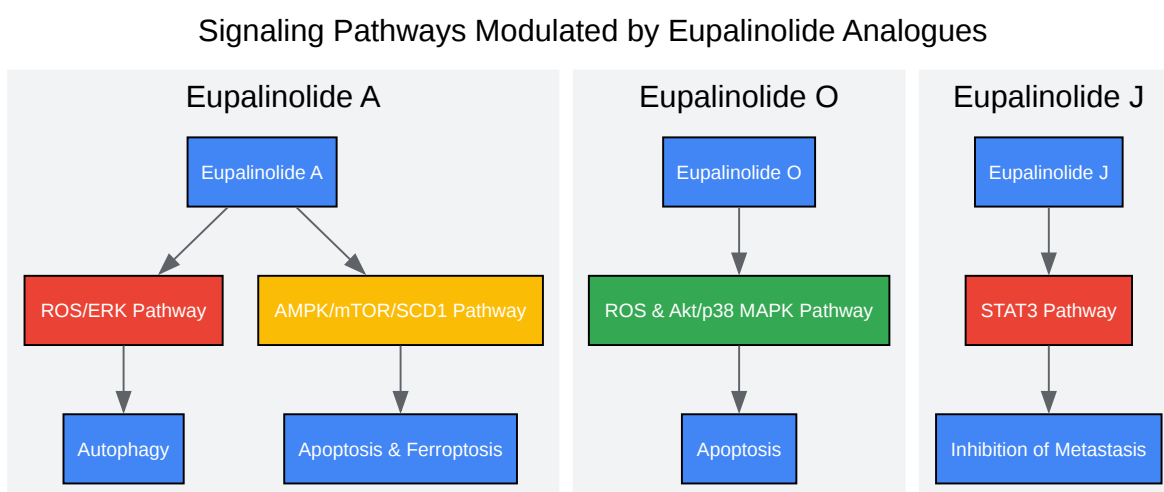 Signaling Pathways Modulated by Eupalinolide Analogues
Eupalinolide A
Eupalinolide A
ROS/ERK Pathway
AMPK/mTOR/SCD1 Pathway
Autophagy
Apoptosis & Ferroptosis
Eupalinolide O
Eupalinolide O
ROS & Akt/p38 MAPK Pathway
Apoptosis
Eupalinolide J
Eupalinolide J
STAT3 Pathway
Inhibition of Metastasis